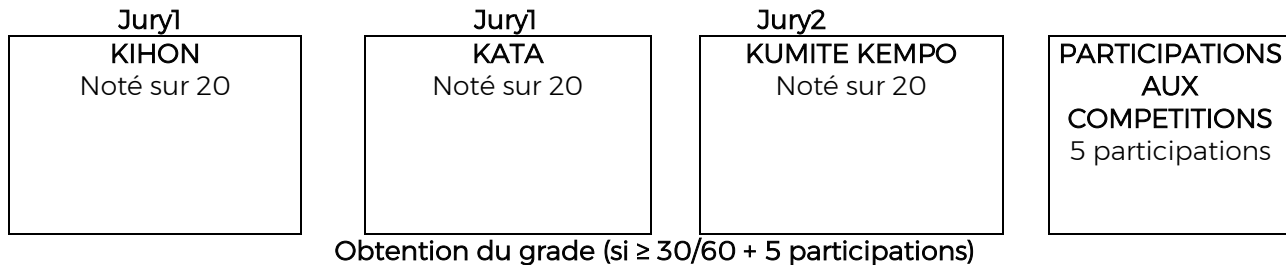 Jury1
KIHON
Noté sur 20
Jury1
KATA
Noté sur 20
Jury2
KUMITE KEMPO
Noté sur 20
PARTICIPATIONS
AUX
COMPETITIONS
5 participations
Obtention du grade (si ≥ 30/60 + 5 participations)